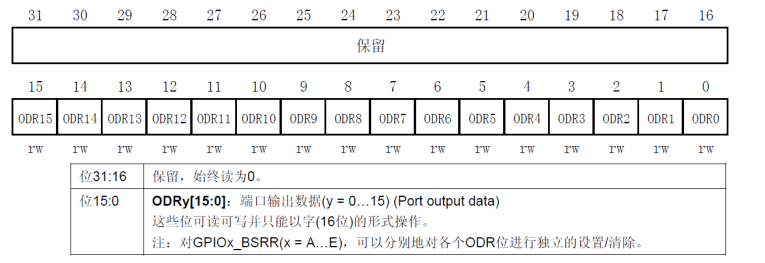 31 30 29 28 27 26 25 24 23 22 21 20 19 18 17 16
保留
15 14 13 12 11 10 9 8 7 6 5 4 3 2 1 0
ODR15 ODR14 ODR13 ODR12 ODR11 ODR10 ODR9 ODR8 ODR7 ODR6 ODR5 ODR4 ODR3 ODR2 ODR1 ODR0
rw rw rw rw rw rw rw rw rw rw rw rw rw rw rw rw
位31:16 保留，始终读为0。
位15:0 ODRy[15:0]：端口输出数据(y = 0…15) (Port output data)
这些位可读可写并只能以字(16位)的形式操作。
注：对GPIOx_BSRR(x = A…E)，可以分别地对各个ODR位进行独立的设置/清除。